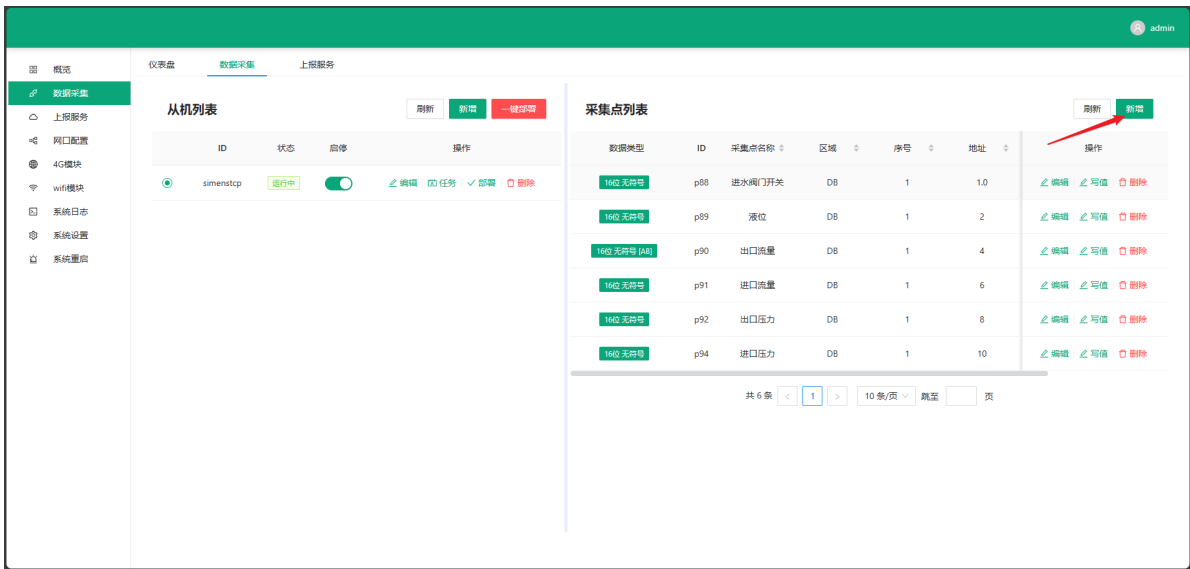 admin
概览
数据采集
上报服务
网口配置
4G模块
wifi模块
系统日志
系统设置
系统重启
仪表盘 数据采集 上报服务
从机列表 刷新 新增 一键部署
ID 状态 启停 操作
simenstcp 运行中 编辑 任务 部署 删除
采集点列表 刷新 新增
数据类型 ID 采集点名称 区域 序号 地址 操作
16位 无符号 p88 进水阀门开关 DB 1 1.0 编辑 写值 删除
16位 无符号 p89 液位 DB 1 2 编辑 写值 删除
16位 无符号 [AB] p90 出口流量 DB 1 4 编辑 写值 删除
16位 无符号 p91 进口流量 DB 1 6 编辑 写值 删除
16位 无符号 p92 出口压力 DB 1 8 编辑 写值 删除
16位 无符号 p94 进口压力 DB 1 10 编辑 写值 删除
共 6 条 < 1 > 10 条/页 跳至 页